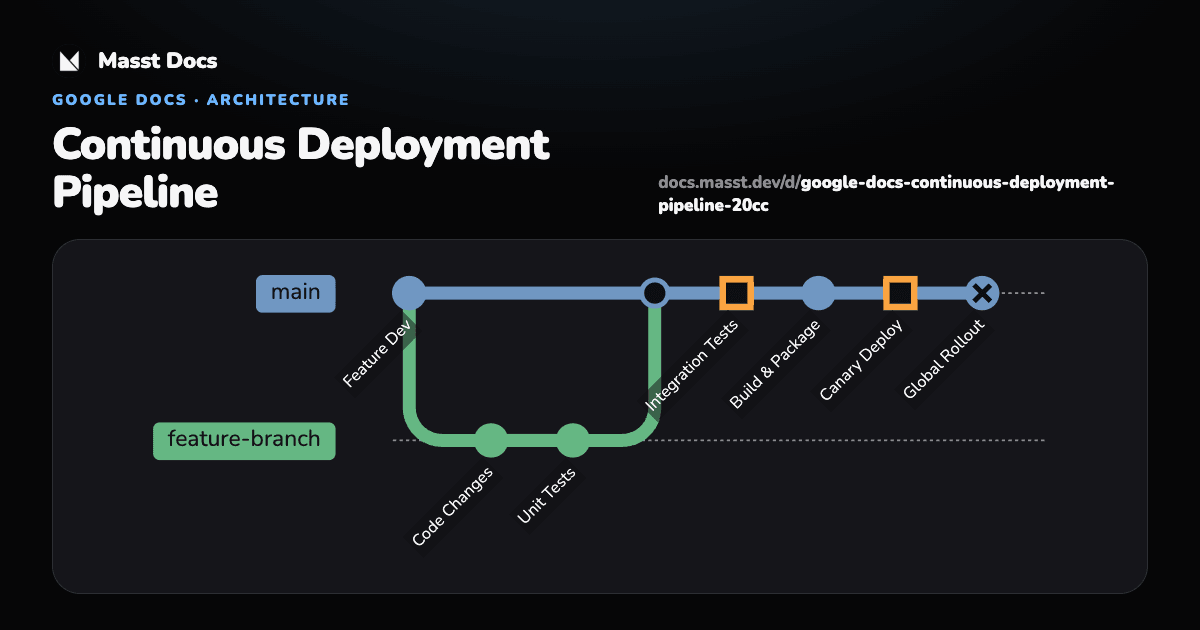 Masst Docs
GOOGLE DOCS · ARCHITECTURE
Continuous Deployment
Pipeline
docs.masst.dev/d/google-docs-continuous-deployment-
pipeline-20cc
main
Feature Dev
Integration Tests
Build & Package
Canary Deploy
Global Rollout
feature-branch
Code Changes
Unit Tests